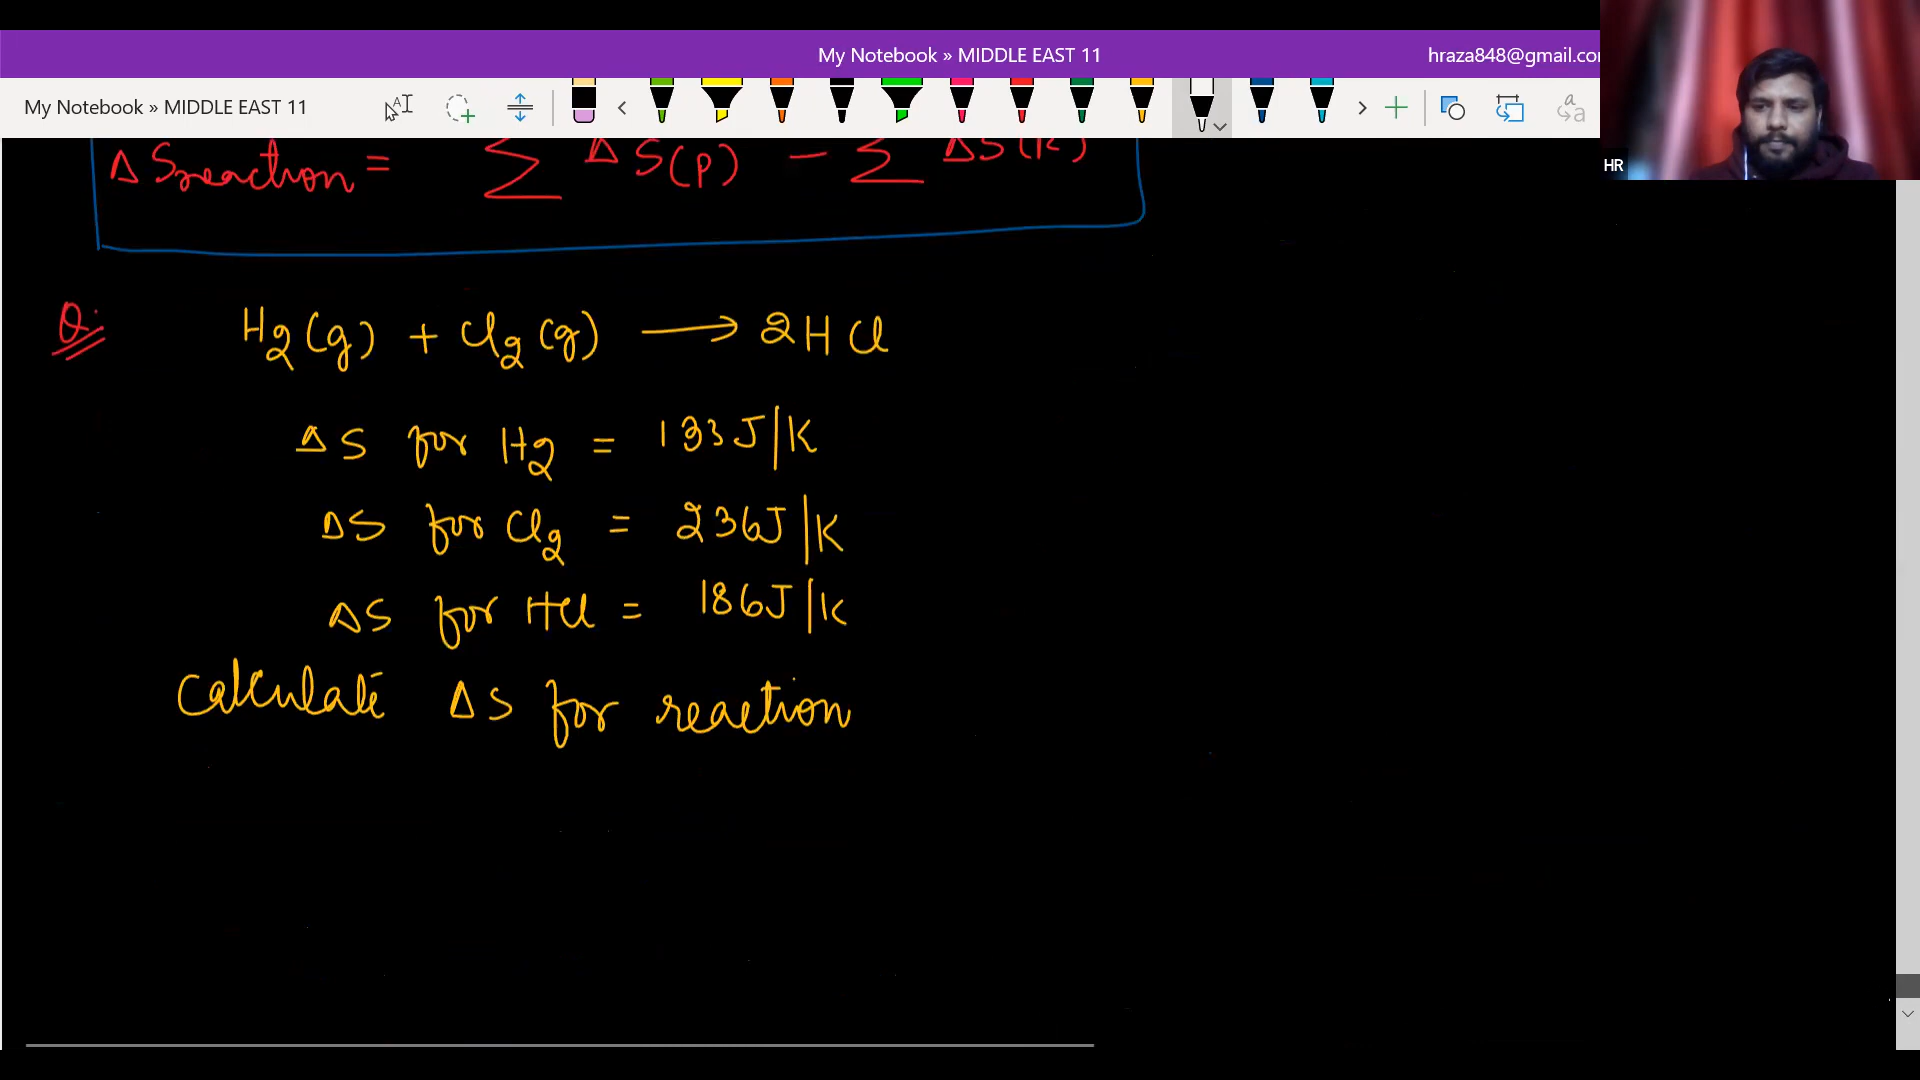 My Notebook » MIDDLE EAST 11
hraza848@gmail.co
My Notebook » MIDDLE EAST 11
HR
ΔSreaction = Σ ΔS(P) − Σ ΔS(R)
Q.
H₂(g) + Cl₂(g) ⟶ 2HCl
ΔS for H₂ = 133J/K
ΔS for Cl₂ = 236J/K
ΔS for HCl = 186J/K
Calculate ΔS for reaction